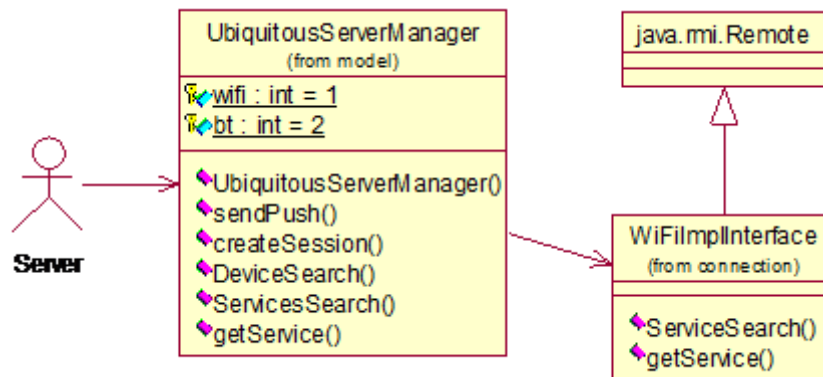 UbiquitousServerManager
(from model)
wifi : int = 1
bt : int = 2
UbiquitousServerManager()
sendPush()
createSession()
DeviceSearch()
ServicesSearch()
getService()
Server
java.rmi.Remote
WiFiImplInterface
(from connection)
ServiceSearch()
getService()